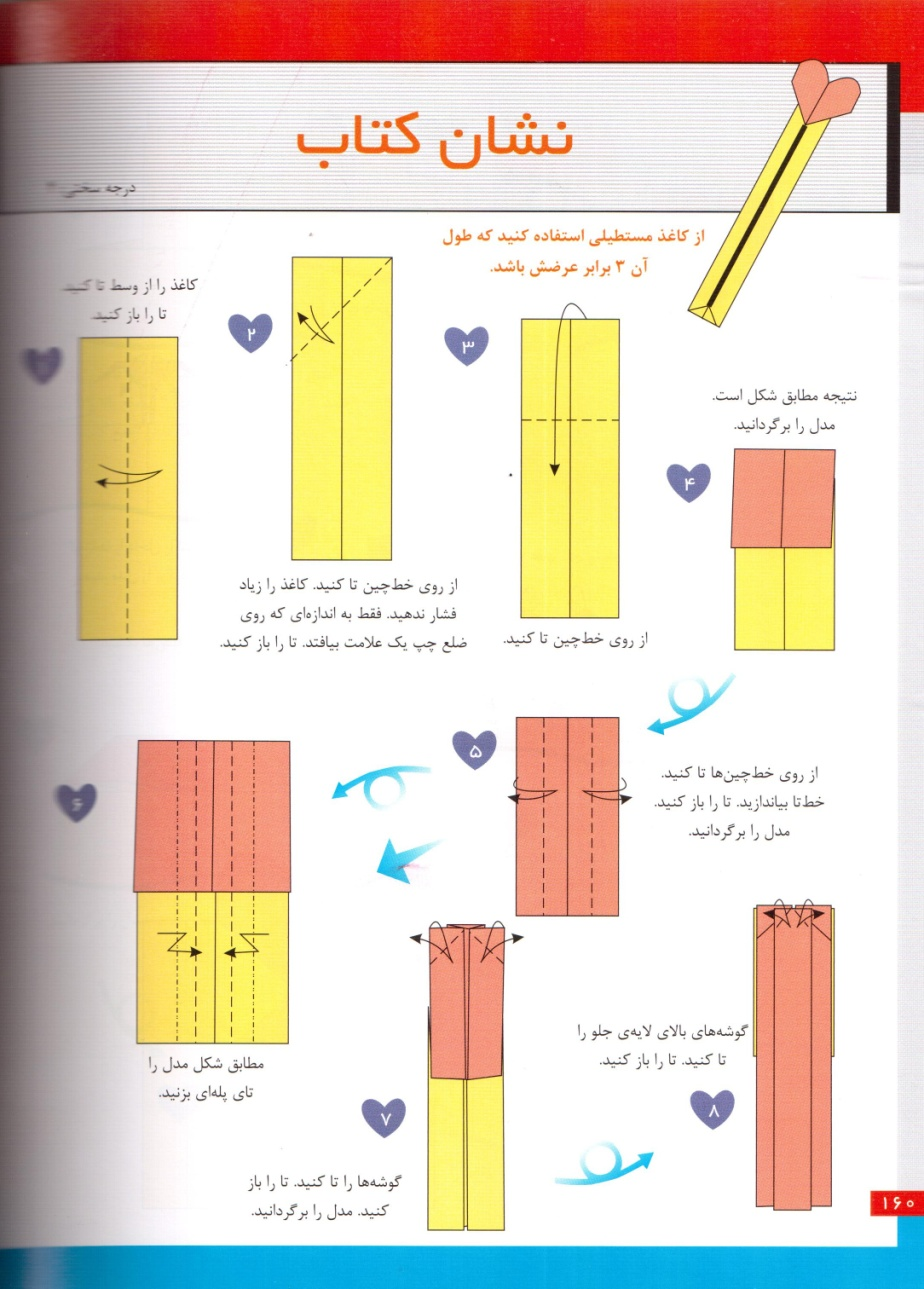 نشان کتاب
درجه سختی:
از کاغذ مستطیلی استفاده کنید که طول
آن ۳ برابر عرضش باشد.
کاغذ را از وسط تا کنید.
تا را باز کنید.
۲
از روی خط‌چین تا کنید. کاغذ را زیاد
فشار ندهید. فقط به اندازه‌ای که روی
ضلع چپ یک علامت بیافتد. تا را باز کنید.
۳
از روی خط‌چین تا کنید.
۴
نتیجه مطابق شکل است.
مدل را برگردانید.
۵
از روی خط‌چین‌ها تا کنید.
خط‌تا بیاندازید. تا را باز کنید.
مدل را برگردانید.
۶
مطابق شکل مدل را
تای پله‌ای بزنید.
۷
گوشه‌ها را تا کنید. تا را باز
کنید. مدل را برگردانید.
۸
گوشه‌های بالای لایه‌ی جلو را
تا کنید. تا را باز کنید.
۱۶۰